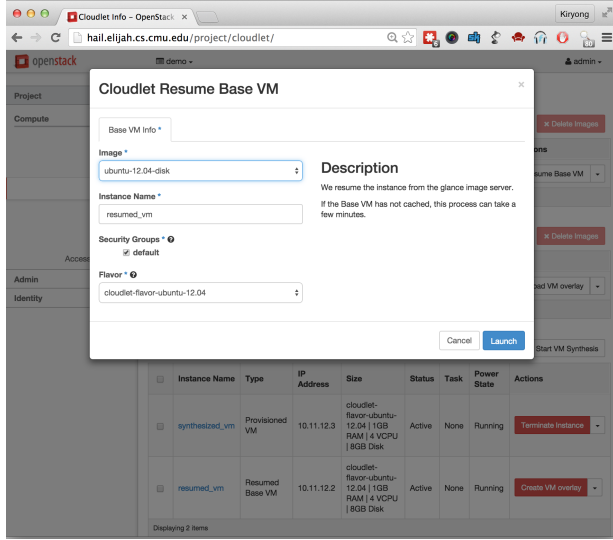 Cloudlet Info – OpenStack
Kiryong
hail.elijah.cs.cmu.edu/project/cloudlet/
openstack
demo
admin
Project
Compute
Admin
Identity
Cloudlet Resume Base VM
×
Base VM Info *
Image *
ubuntu-12.04-disk
Instance Name *
resumed_vm
Security Groups *
default
Flavor *
cloudlet-flavor-ubuntu-12.04
Description
We resume the instance from the glance image server.
If the Base VM has not cached, this process can take a
few minutes.
Cancel
Launch
Delete Images
Delete Images
Start VM Synthesis
Instance Name Type IP Address Size Status Task Power State Actions
synthesized_vm
Provisioned
VM
10.11.12.3
cloudlet-
flavor-ubuntu-
12.04 | 1GB
RAM | 4 VCPU
| 8GB Disk
Active
None
Running
Terminate Instance
resumed_vm
Resumed
Base VM
10.11.12.2
cloudlet-
flavor-ubuntu-
12.04 | 1GB
RAM | 4 VCPU
| 8GB Disk
Active
None
Running
Create VM overlay
Displaying 2 items